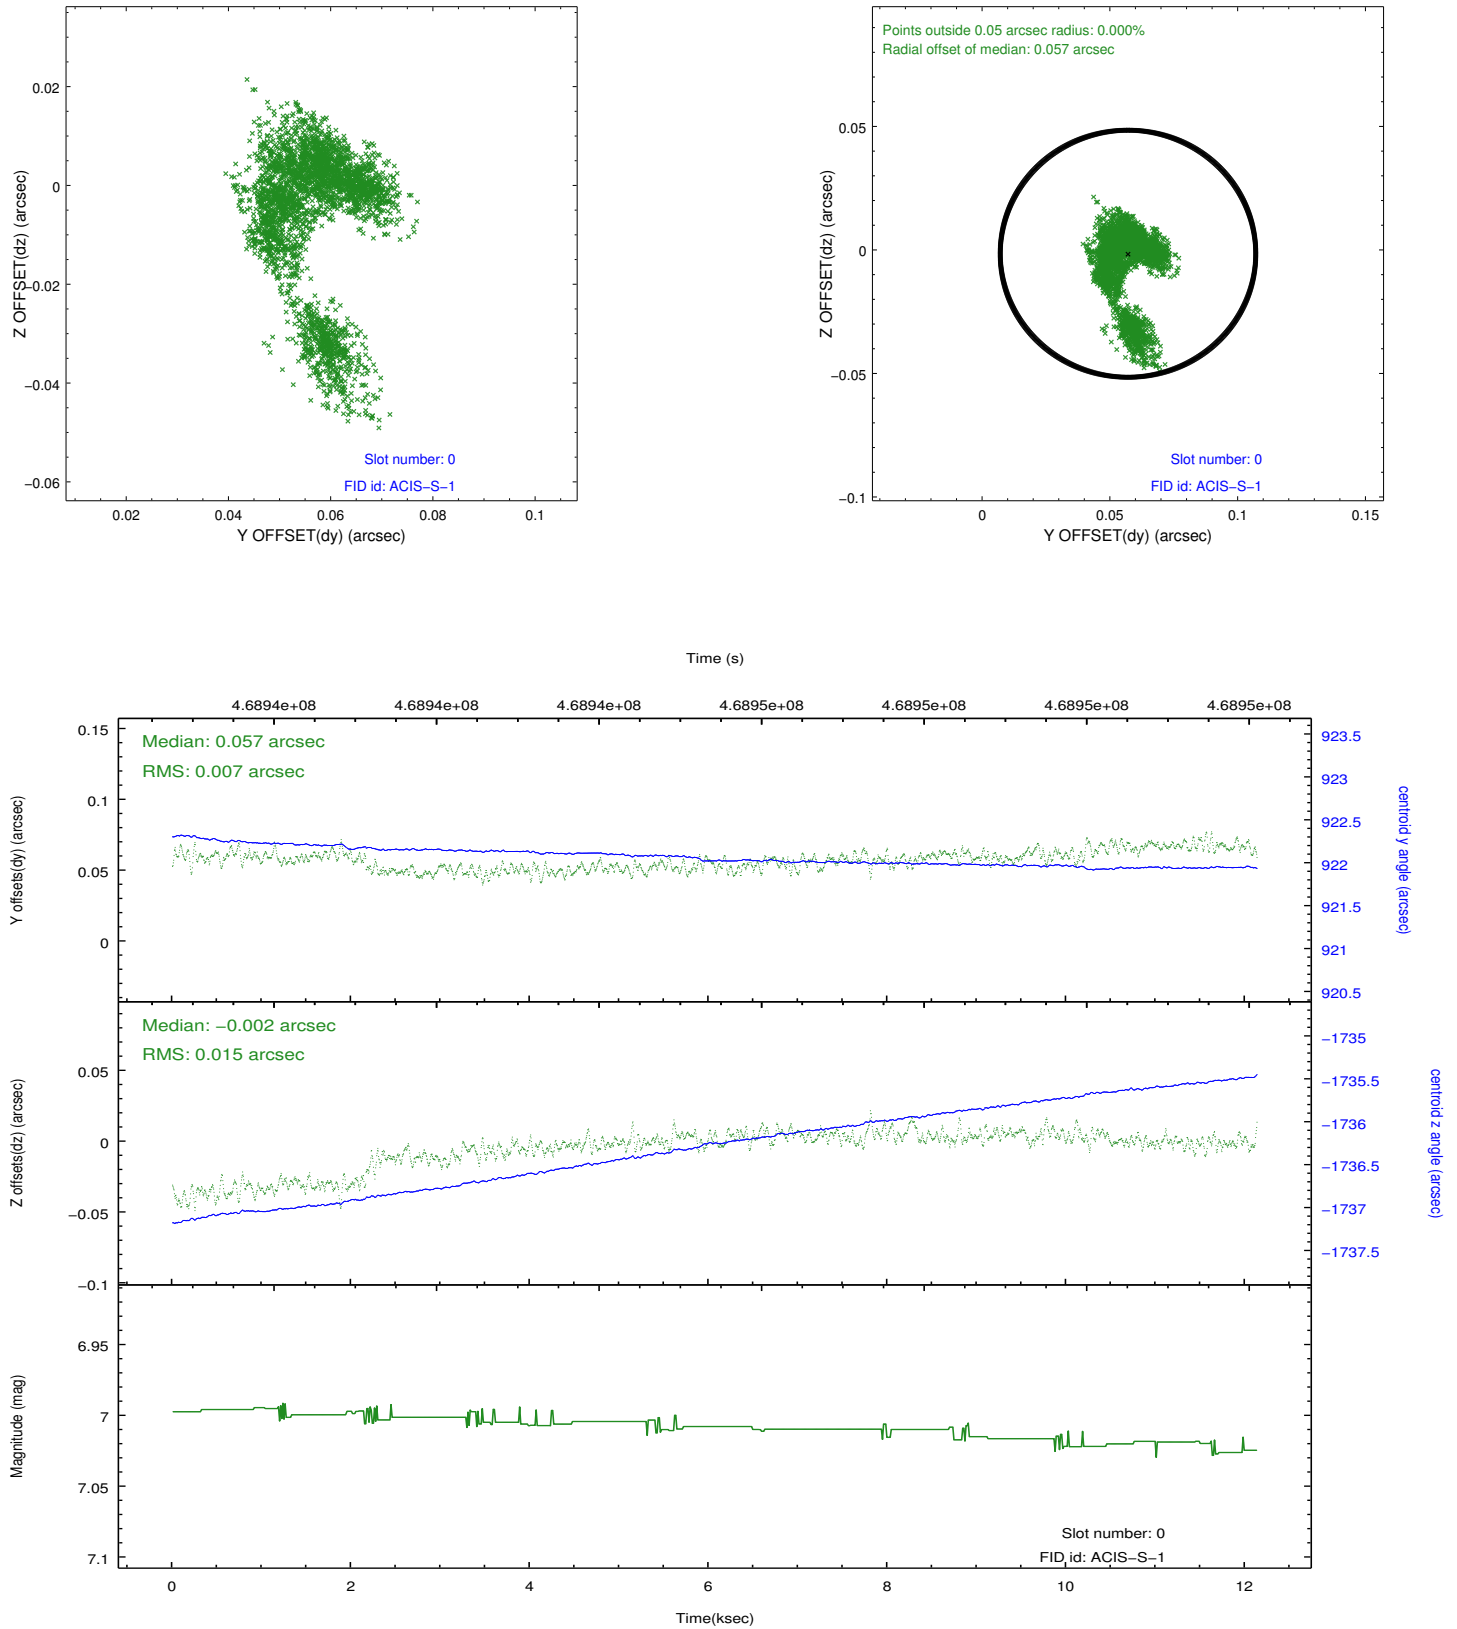 0.02
0
−0.02
−0.04
−0.06
Z OFFSET(dz) (arcsec)
Slot number: 0
FID id: ACIS−S−1
0.02 0.04 0.06 0.08 0.1
Y OFFSET(dy) (arcsec)
Points outside 0.05 arcsec radius: 0.000%
Radial offset of median: 0.057 arcsec
0.05
0
−0.05
−0.1
Z OFFSET(dz) (arcsec)
Slot number: 0
FID id: ACIS−S−1
0 0.05 0.1 0.15
Y OFFSET(dy) (arcsec)
Time (s)
4.6894e+08 4.6894e+08 4.6894e+08 4.6895e+08 4.6895e+08 4.6895e+08 4.6895e+08
Median: 0.057 arcsec
RMS: 0.007 arcsec
0.15
0.1
0.05
0
Y offsets(dy) (arcsec)
923.5
923
922.5
922
921.5
921
920.5
centroid y angle (arcsec)
Median: −0.002 arcsec
RMS: 0.015 arcsec
0.05
0
−0.05
−0.1
Z offsets(dz) (arcsec)
−1735
−1735.5
−1736
−1736.5
−1737
−1737.5
centroid z angle (arcsec)
6.95
7
7.05
7.1
Magnitude (mag)
Slot number: 0
FID id: ACIS−S−1
0 2 4 6 8 10 12
Time(ksec)